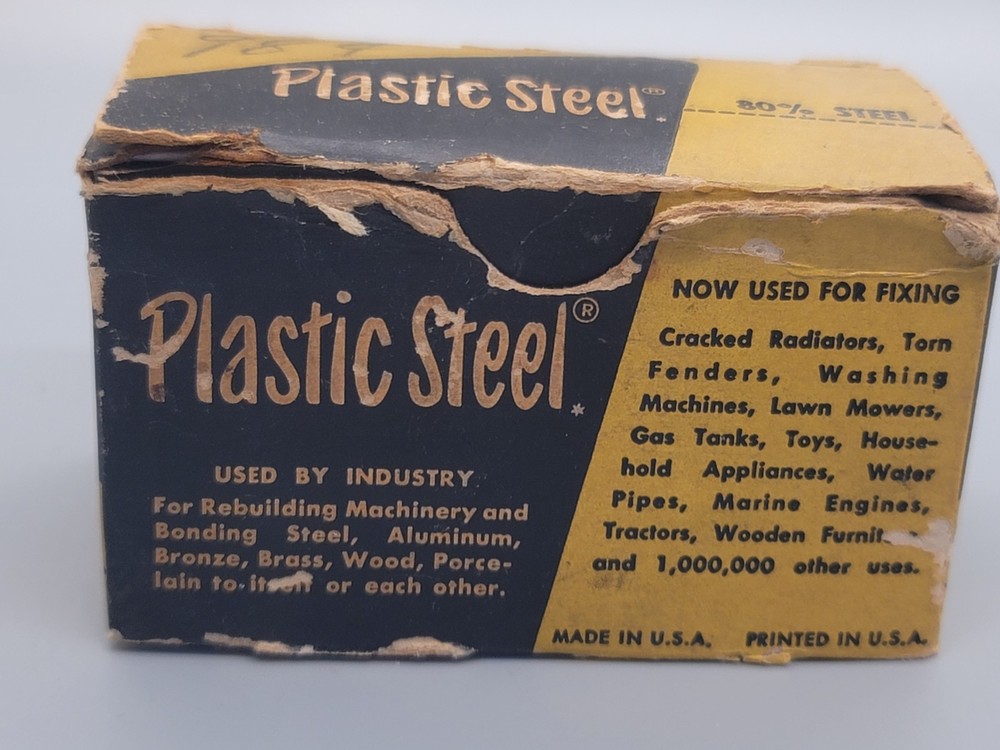 Plastic Steel®
80% STEEL
Plastic Steel®*
NOW USED FOR FIXING
Cracked Radiators, Torn
Fenders, Washing
Machines, Lawn Mowers,
Gas Tanks, Toys, House-
hold Appliances, Water
Pipes, Marine Engines,
Tractors, Wooden
and 1,000,000 other uses.
USED BY INDUSTRY
For Rebuilding Machinery and
Bonding Steel, Aluminum,
Bronze, Brass, Wood, Porce-
lain to itself or each other.
MADE IN U.S.A. PRINTED IN U.S.A.